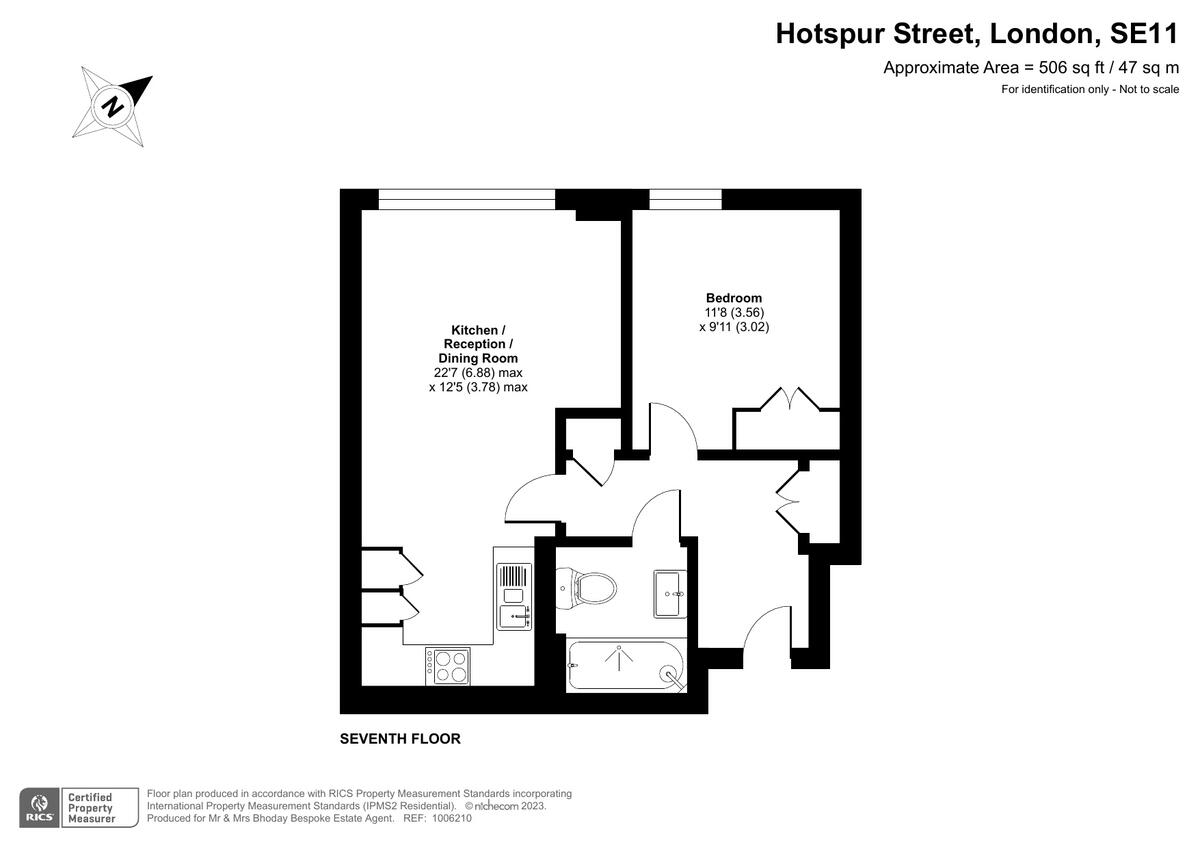 Hotspur Street, London, SE11
Approximate Area = 506 sq ft / 47 sq m
For identification only - Not to scale
N
Bedroom
11'8 (3.56)
x 9'11 (3.02)
Kitchen /
Reception /
Dining Room
22'7 (6.88) max
x 12'5 (3.78) max
SEVENTH FLOOR
RICS
Certified
Property
Measurer
Floor plan produced in accordance with RICS Property Measurement Standards incorporating
International Property Measurement Standards (IPMS2 Residential). © nichecom 2023.
Produced for Mr & Mrs Bhoday Bespoke Estate Agent. REF: 1006210